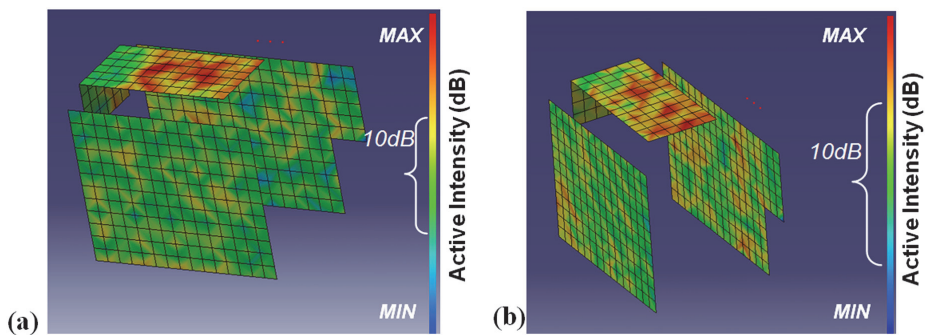 MAX
10dB
MIN
Active Intensity (dB)
(a)
MAX
10dB
MIN
Active Intensity (dB)
(b)